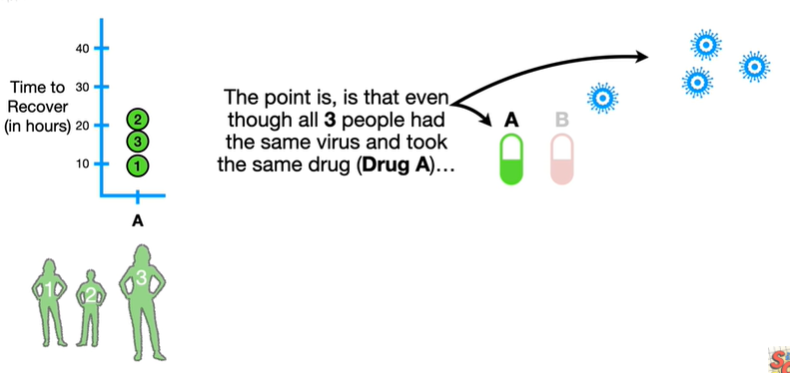 40
Time to
Recover
(in hours)
30
20
10
2
3
1
A
The point is, is that even
though all 3 people had
the same virus and took
the same drug (Drug A)…
A B
1 2 3